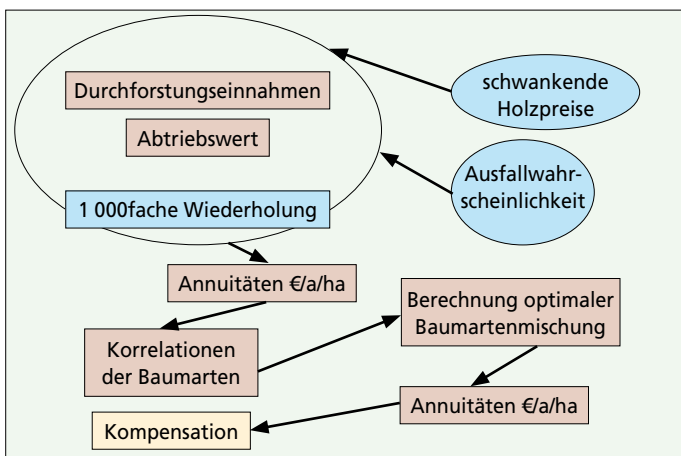 Durchforstungseinnahmen
Abtriebswert
1 000fache Wiederholung
schwankende
Holzpreise
Ausfallwahr-
scheinlichkeit
Annuitäten €/a/ha
Korrelationen
der Baumarten
Berechnung optimaler
Baumartenmischung
Annuitäten €/a/ha
Kompensation